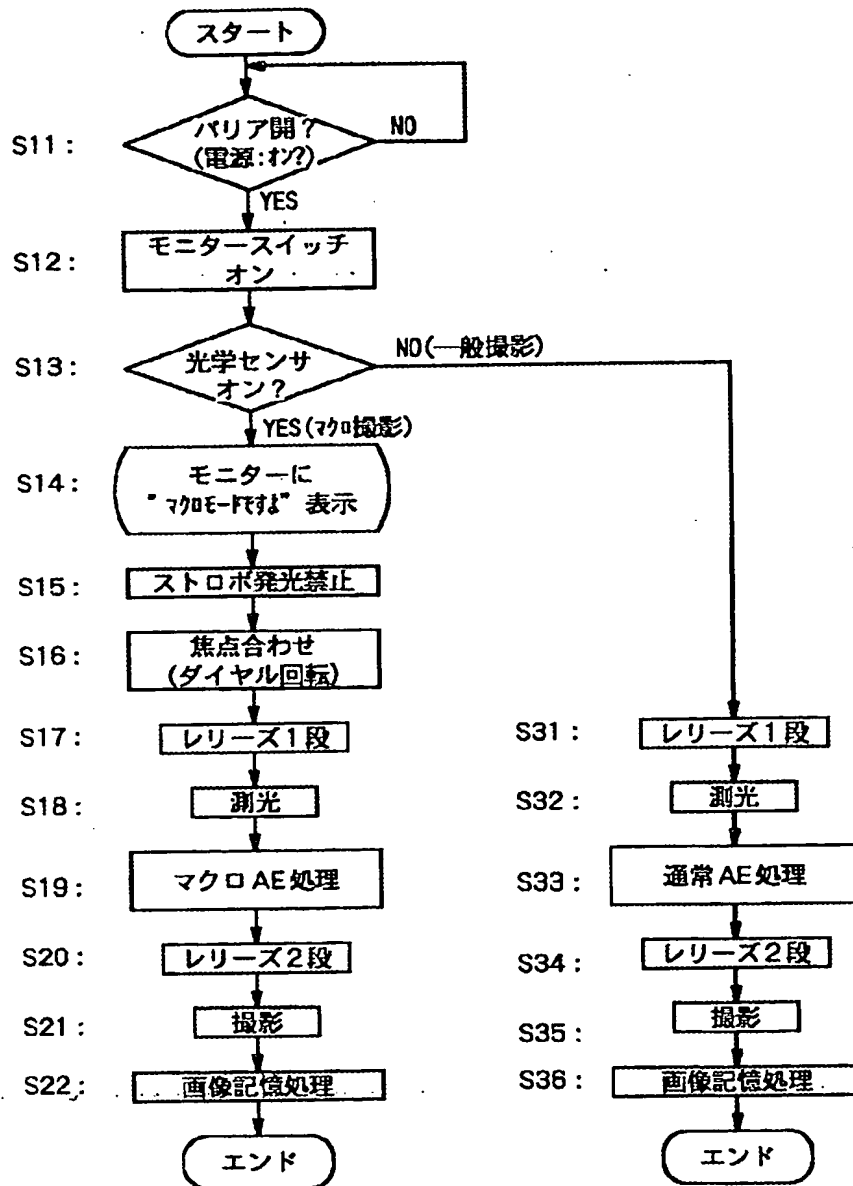 スタート
S11:
バリア開?
(電源:オン?)
NO
YES
S12:
モニタースイッチ
オン
S13:
光学センサ
オン?
NO(一般撮影)
YES(マクロ撮影)
S14:
モニターに
"マクロモードですよ" 表示
S15:
ストロボ発光禁止
S16:
焦点合わせ
(ダイヤル回転)
S17:
レリーズ1段
S18:
測光
S19:
マクロAE処理
S20:
レリーズ2段
S21:
撮影
S22:
画像記憶処理
エンド
S31:
レリーズ1段
S32:
測光
S33:
通常AE処理
S34:
レリーズ2段
S35:
撮影
S36:
画像記憶処理
エンド